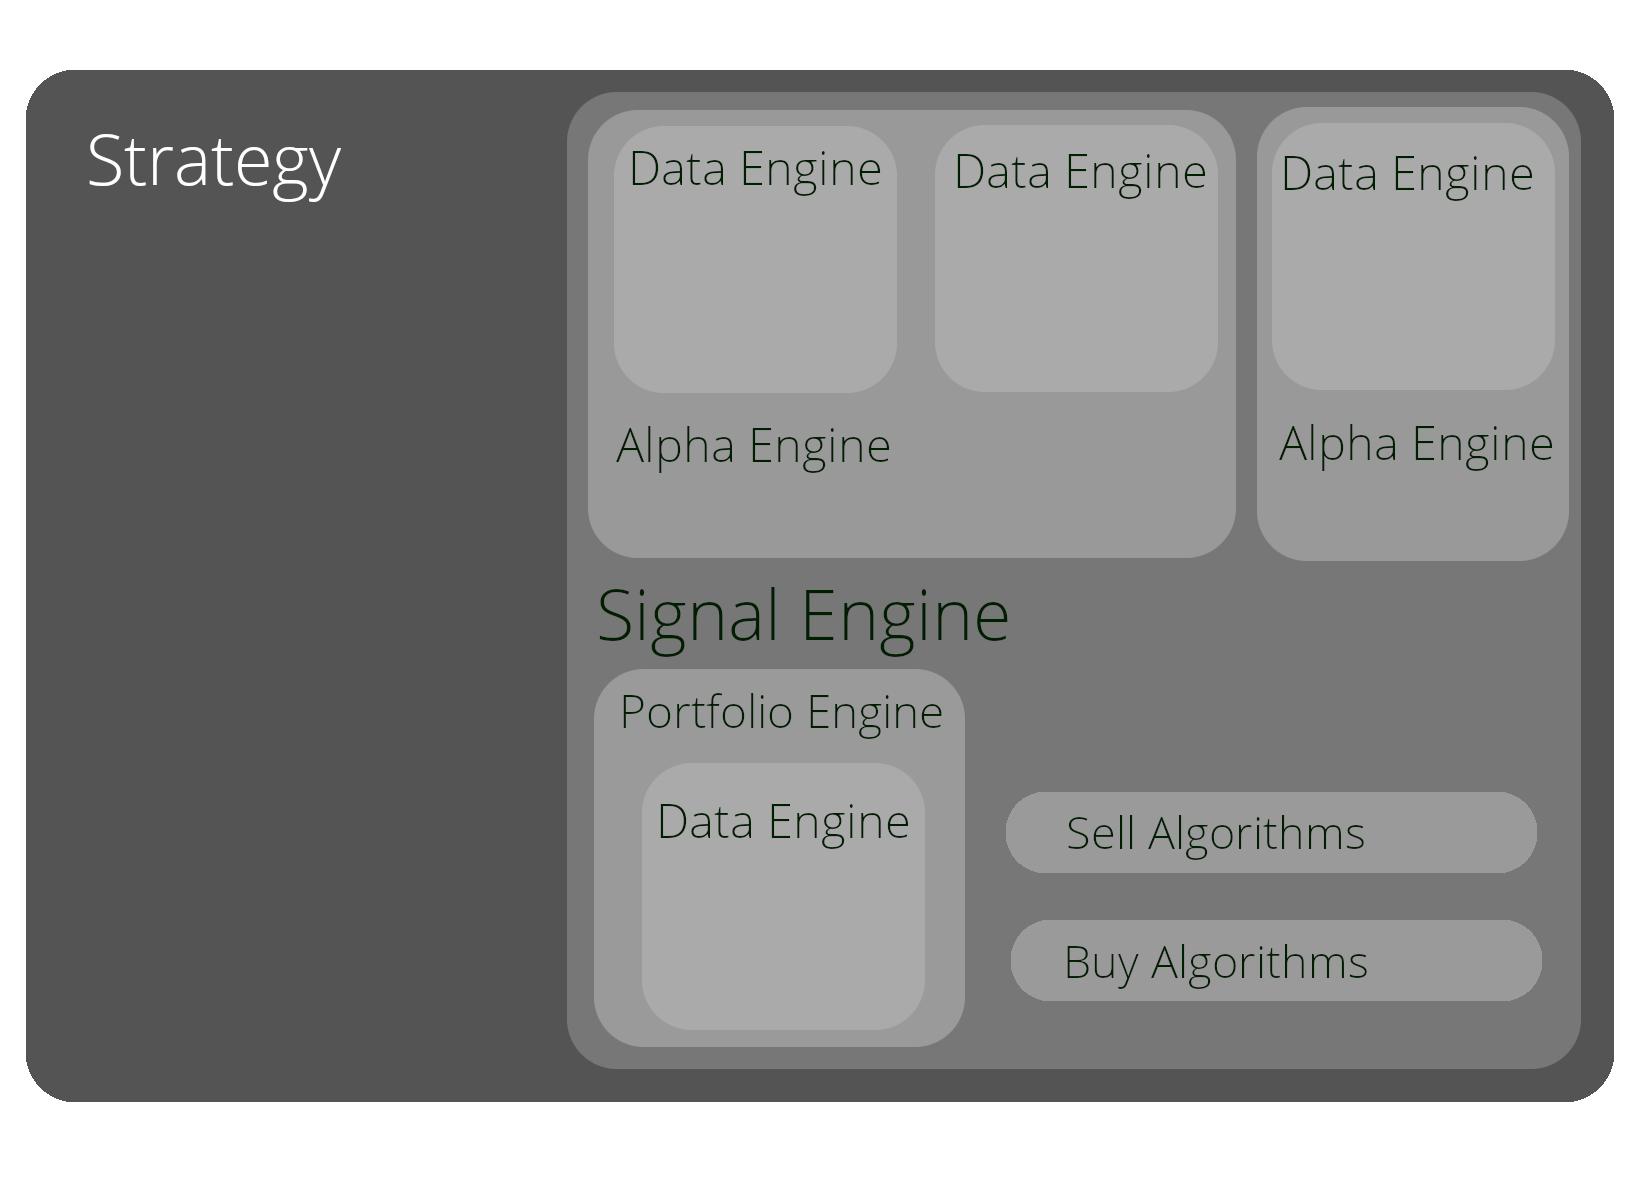 Strategy
Data Engine
Data Engine
Data Engine
Alpha Engine
Alpha Engine
Signal Engine
Portfolio Engine
Data Engine
Sell Algorithms
Buy Algorithms